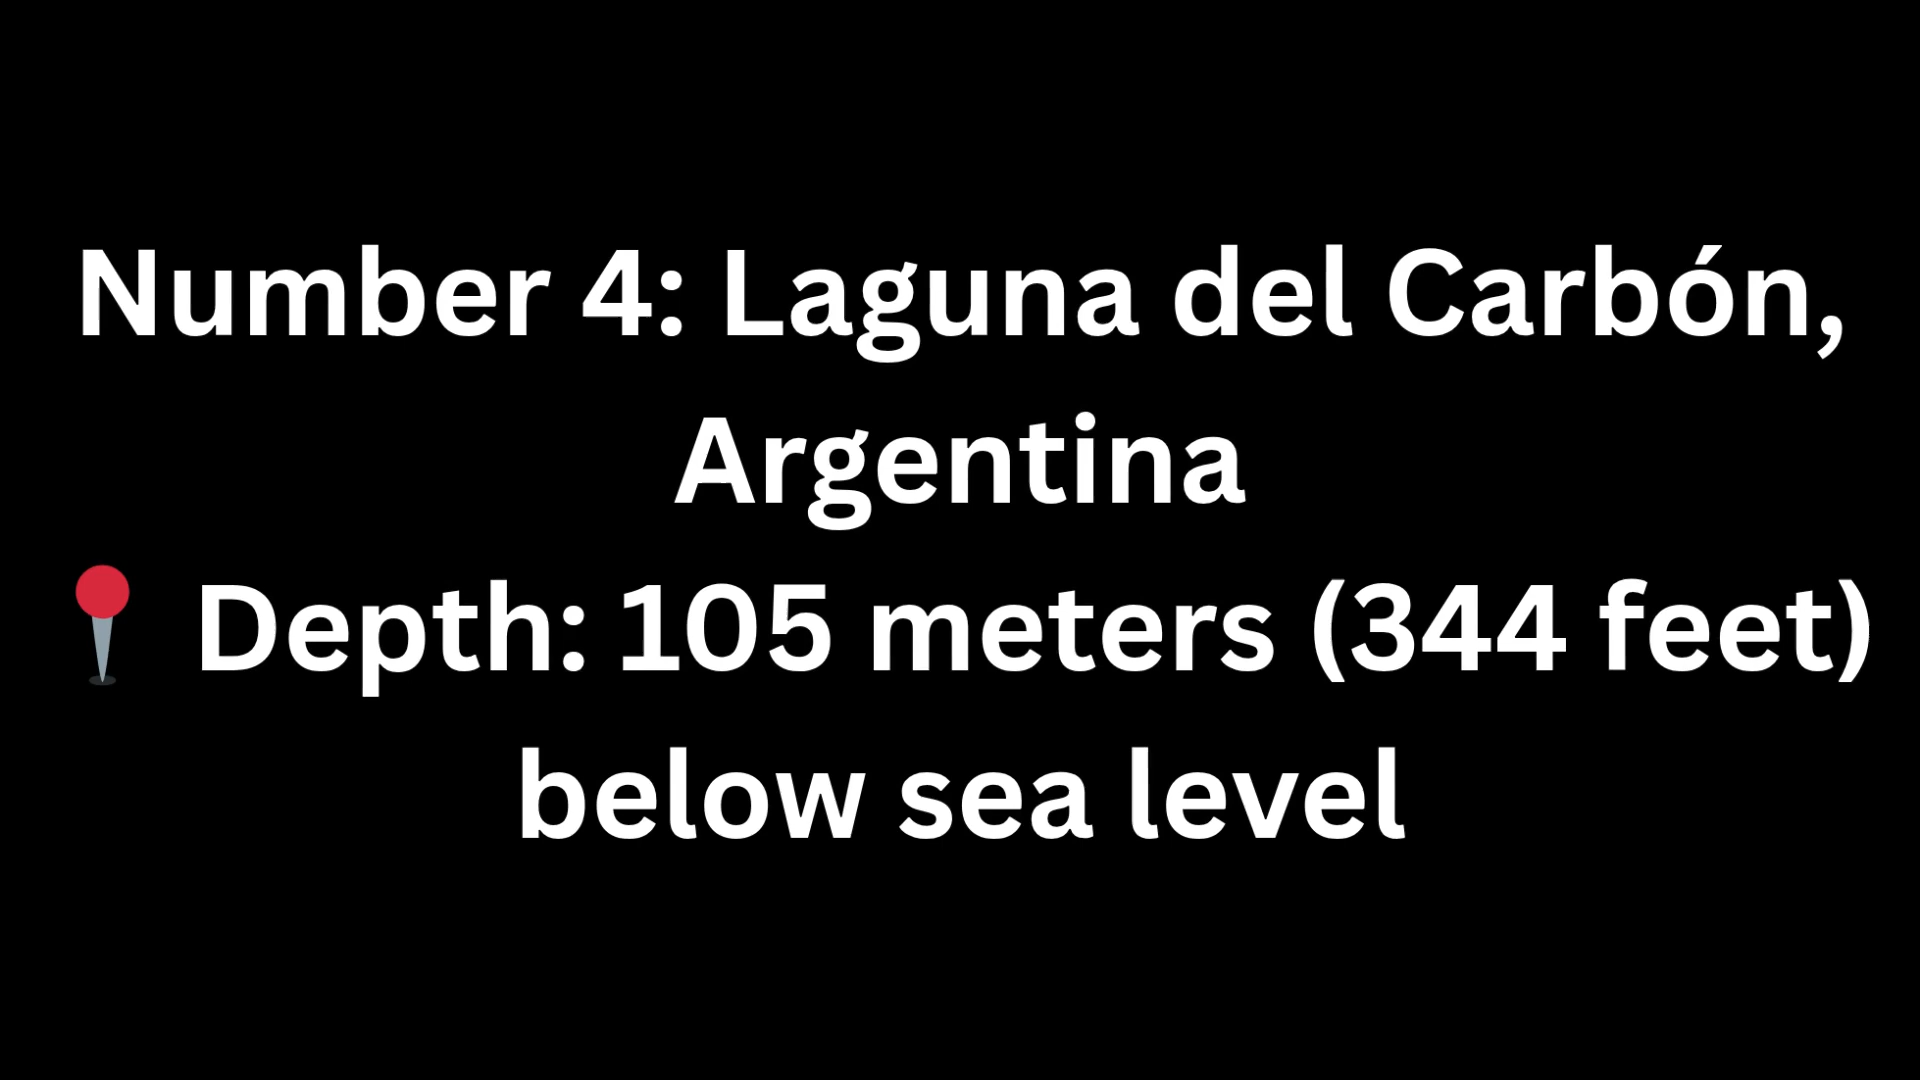 Number 4: Laguna del Carbón,
Argentina
📍 Depth: 105 meters (344 feet)
below sea level